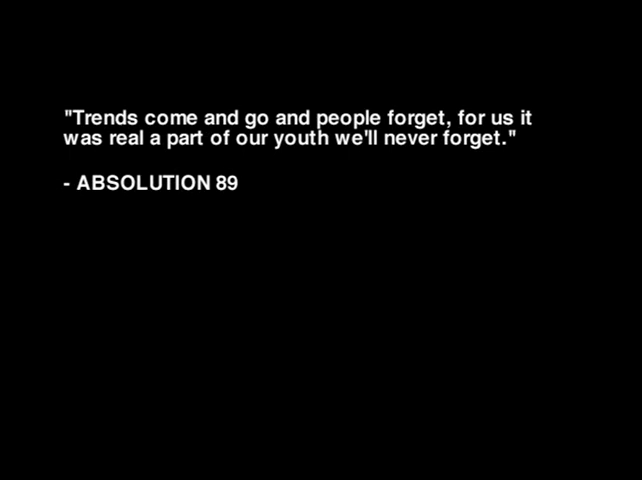 "Trends come and go and people forget, for us it
was real a part of our youth we'll never forget."
- ABSOLUTION 89